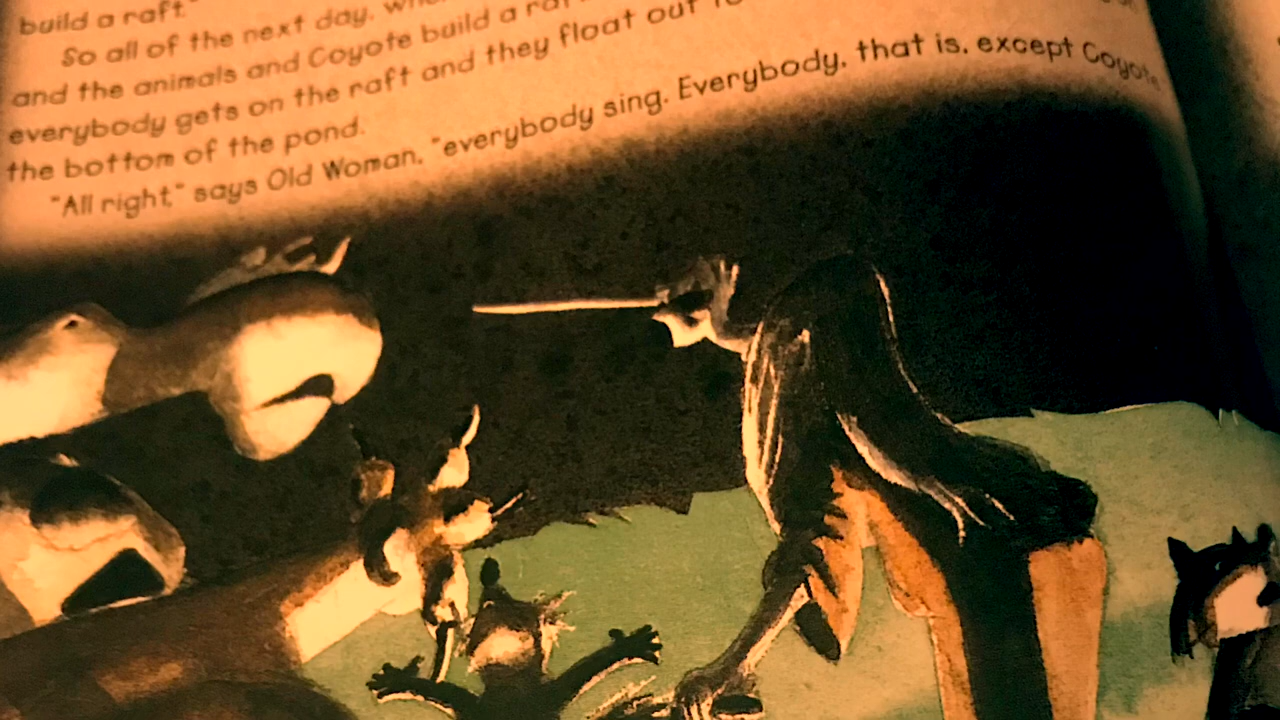 build a raft."
So all of the next day,
and the animals and Coyote build a
everybody gets on the raft and they float out
the bottom of the pond.
"All right," says Old Woman, "everybody sing. Everybody, that is, except Coyote